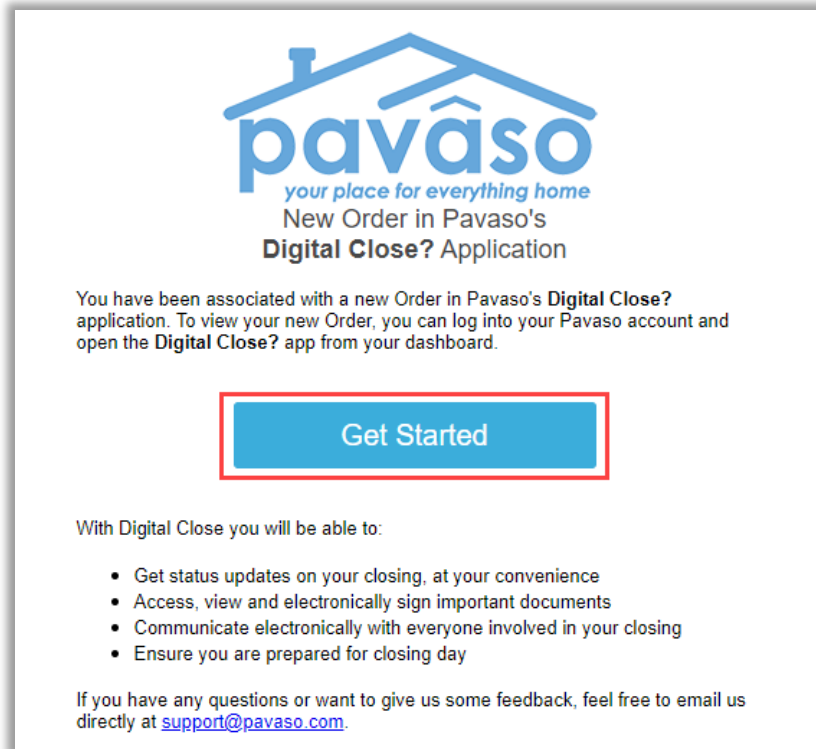 pavâso
your place for everything home
New Order in Pavaso's
Digital Close? Application
You have been associated with a new Order in Pavaso's Digital Close?
application. To view your new Order, you can log into your Pavaso account and
open the Digital Close? app from your dashboard.
Get Started
With Digital Close you will be able to:
• Get status updates on your closing, at your convenience
• Access, view and electronically sign important documents
• Communicate electronically with everyone involved in your closing
• Ensure you are prepared for closing day
If you have any questions or want to give us some feedback, feel free to email us
directly at support@pavaso.com.